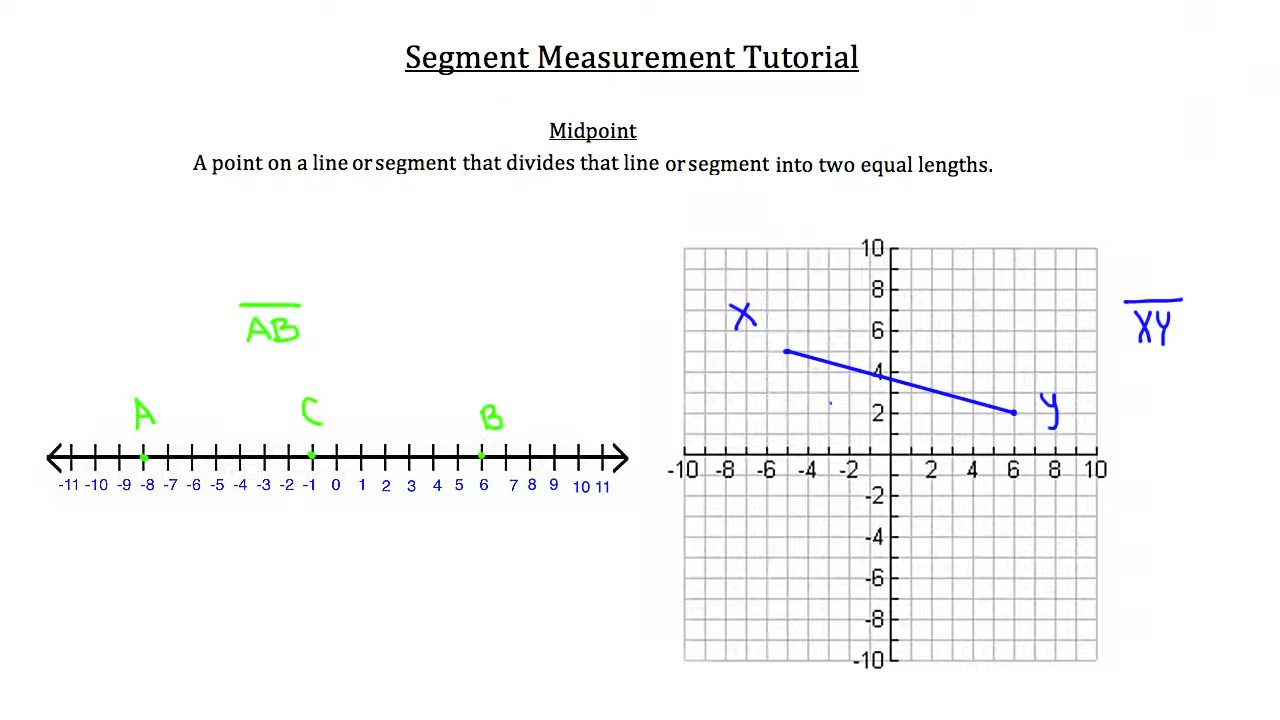 Segment Measurement Tutorial
Midpoint
A point on a line or segment that divides that line or segment into two equal lengths.
AB
A C B
-11 -10 -9 -8 -7 -6 -5 -4 -3 -2 -1 0 1 2 3 4 5 6 7 8 9 10 11
10
8
6
4
2
-10 -8 -6 -4 -2 2 4 6 8 10
-2
-4
-6
-8
-10
X
Y
XY